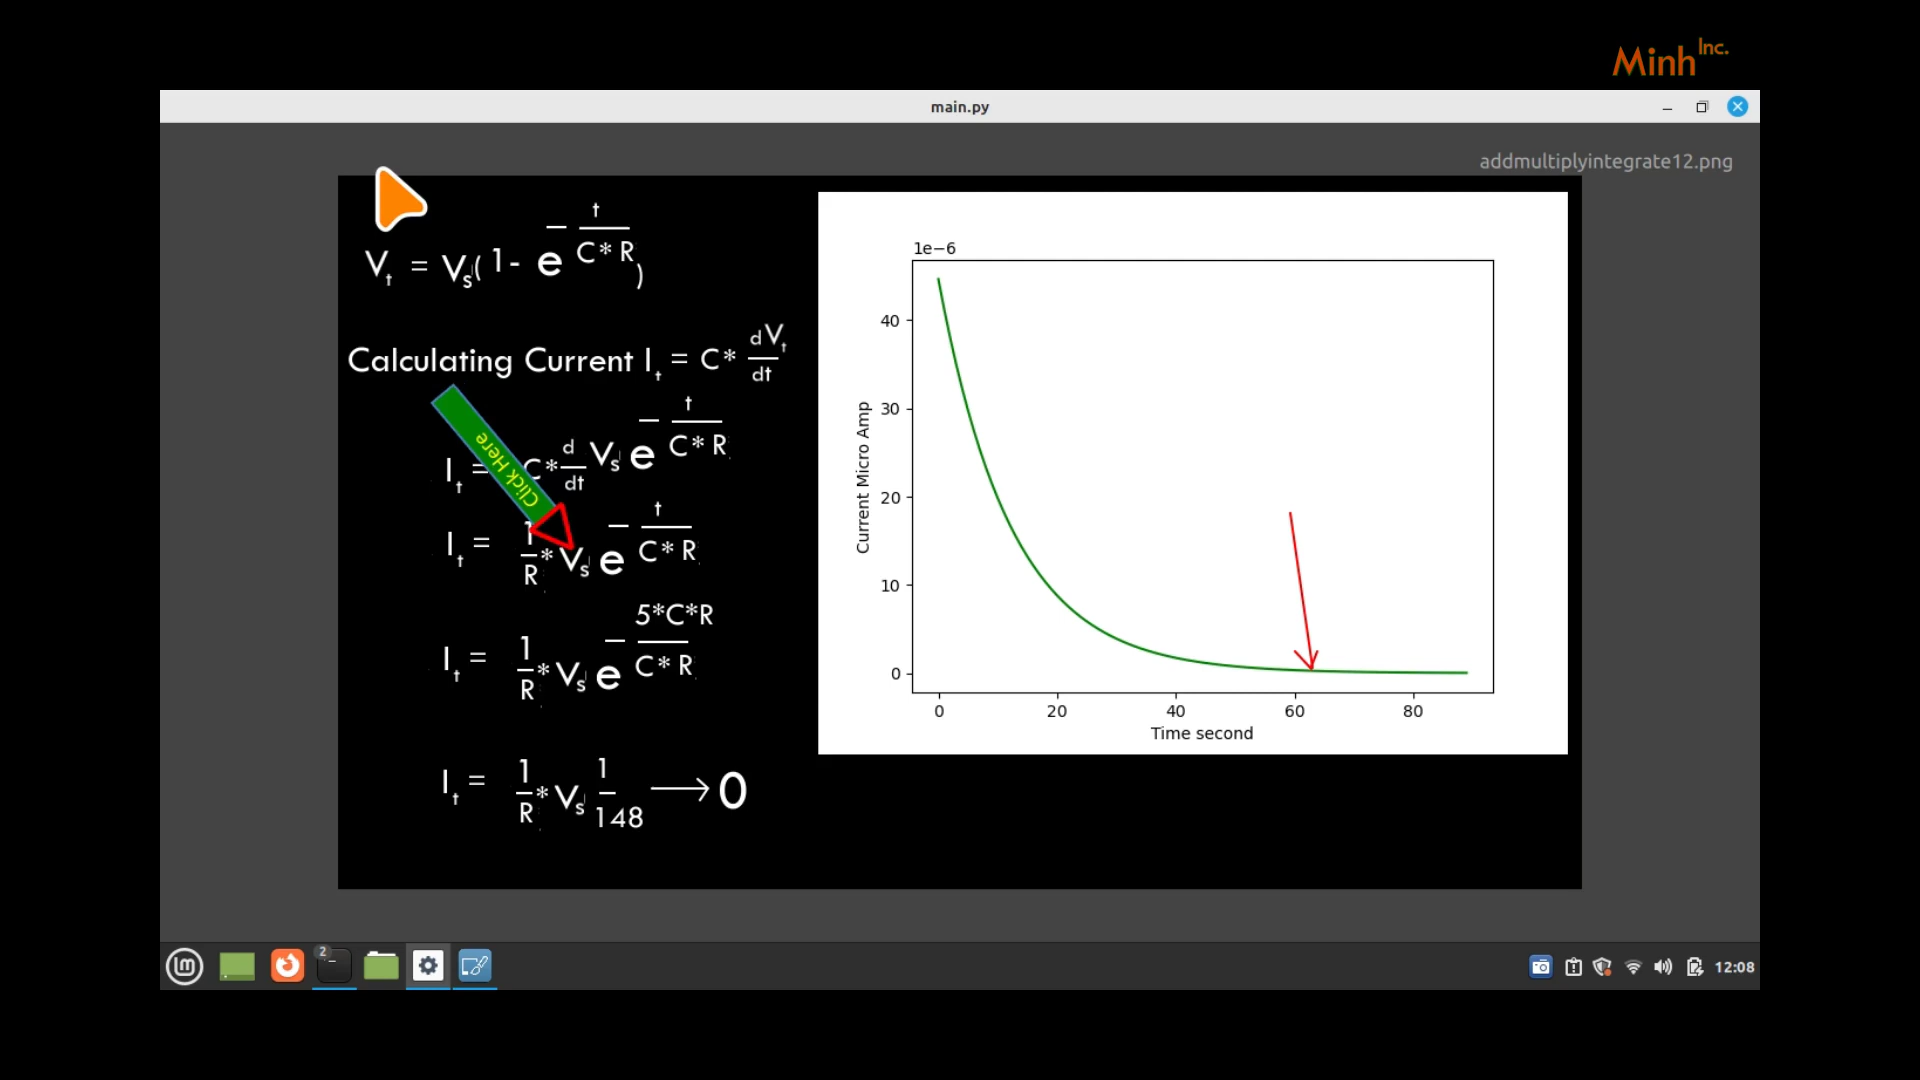 Minh Inc.
main.py
addmultiplyintegrate12.png
V_t = V_s( 1 - e^(- t / C * R) )
Calculating Current I_t = C * dV_t / dt
I_t = C * d / dt V_s e^(- t / C * R)
I_t = 1 / R * V_s e^(- t / C * R)
I_t = 1 / R * V_s e^(- 5*C*R / C * R)
I_t = 1 / R * V_s 1 / 148 → 0
Click Here
1e−6
40
30
20
10
0
Current Micro Amp
0 20 40 60 80
Time second
2
12:08